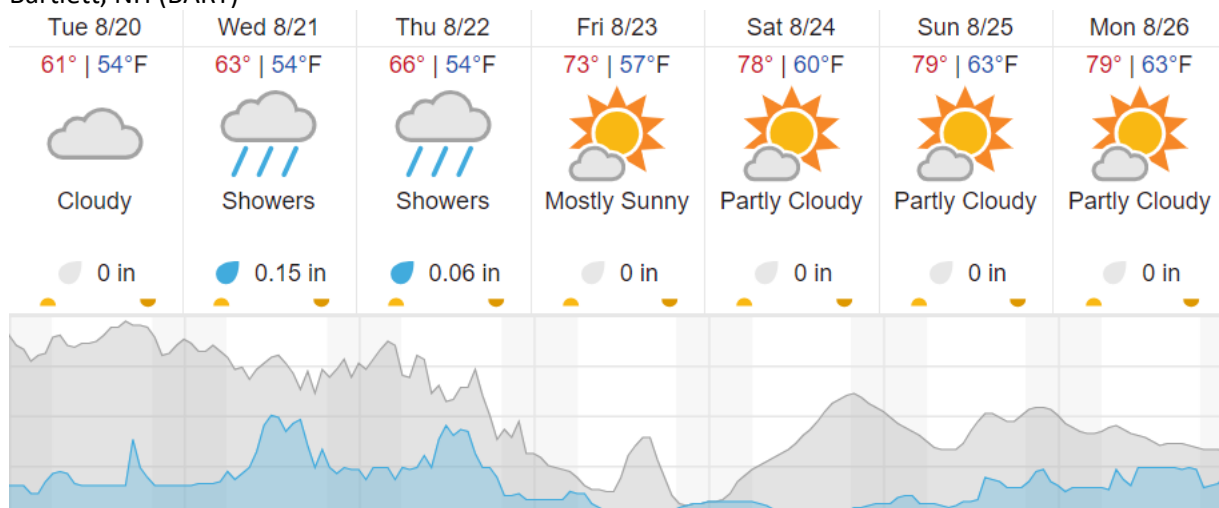 Bartlett, NH (BART)
Tue 8/20 Wed 8/21 Thu 8/22 Fri 8/23 Sat 8/24 Sun 8/25 Mon 8/26
61° | 54°F 63° | 54°F 66° | 54°F 73° | 57°F 78° | 60°F 79° | 63°F 79° | 63°F
Cloudy Showers Showers Mostly Sunny Partly Cloudy Partly Cloudy Partly Cloudy
0 in 0.15 in 0.06 in 0 in 0 in 0 in 0 in